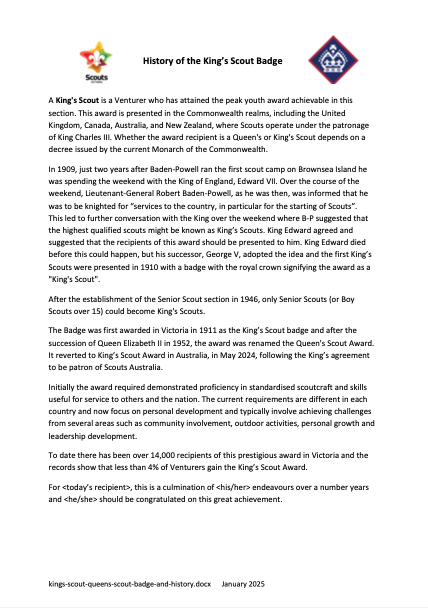 Scouts
History of the King's Scout Badge
A King's Scout is a Venturer who has attained the peak youth award achievable in this
section. This award is presented in the Commonwealth realms, including the United
Kingdom, Canada, Australia, and New Zealand, where Scouts operate under the patronage
of King Charles III. Whether the award recipient is a Queen's or King's Scout depends on a
decree issued by the current Monarch of the Commonwealth.
In 1909, just two years after Baden-Powell ran the first scout camp on Brownsea Island he
was spending the weekend with the King of England, Edward VII. Over the course of the
weekend, Lieutenant-General Robert Baden-Powell, as he was then, was informed that he
was to be knighted for “services to the country, in particular for the starting of Scouts”.
This led to further conversation with the King over the weekend where B-P suggested that
the highest qualified scouts might be known as King's Scouts. King Edward agreed and
suggested that the recipients of this award should be presented to him. King Edward died
before this could happen, but his successor, George V, adopted the idea and the first King's
Scouts were presented in 1910 with a badge with the royal crown signifying the award as a
"King's Scout".
After the establishment of the Senior Scout section in 1946, only Senior Scouts (or Boy
Scouts over 15) could become King's Scouts.
The Badge was first awarded in Victoria in 1911 as the King's Scout badge and after the
succession of Queen Elizabeth II in 1952, the award was renamed the Queen's Scout Award.
It reverted to King's Scout Award in Australia, in May 2024, following the King's agreement
to be patron of Scouts Australia.
Initially the award required demonstrated proficiency in standardised scoutcraft and skills
useful for service to others and the nation. The current requirements are different in each
country and now focus on personal development and typically involve achieving challenges
from several areas such as community involvement, outdoor activities, personal growth and
leadership development.
To date there has been over 14,000 recipients of this prestigious award in Victoria and the
records show that less than 4% of Venturers gain the King's Scout Award.
For <today's recipient>, this is a culmination of <his/her> endeavours over a number years
and <he/she> should be congratulated on this great achievement.
kings-scout-queens-scout-badge-and-history.docx January 2025